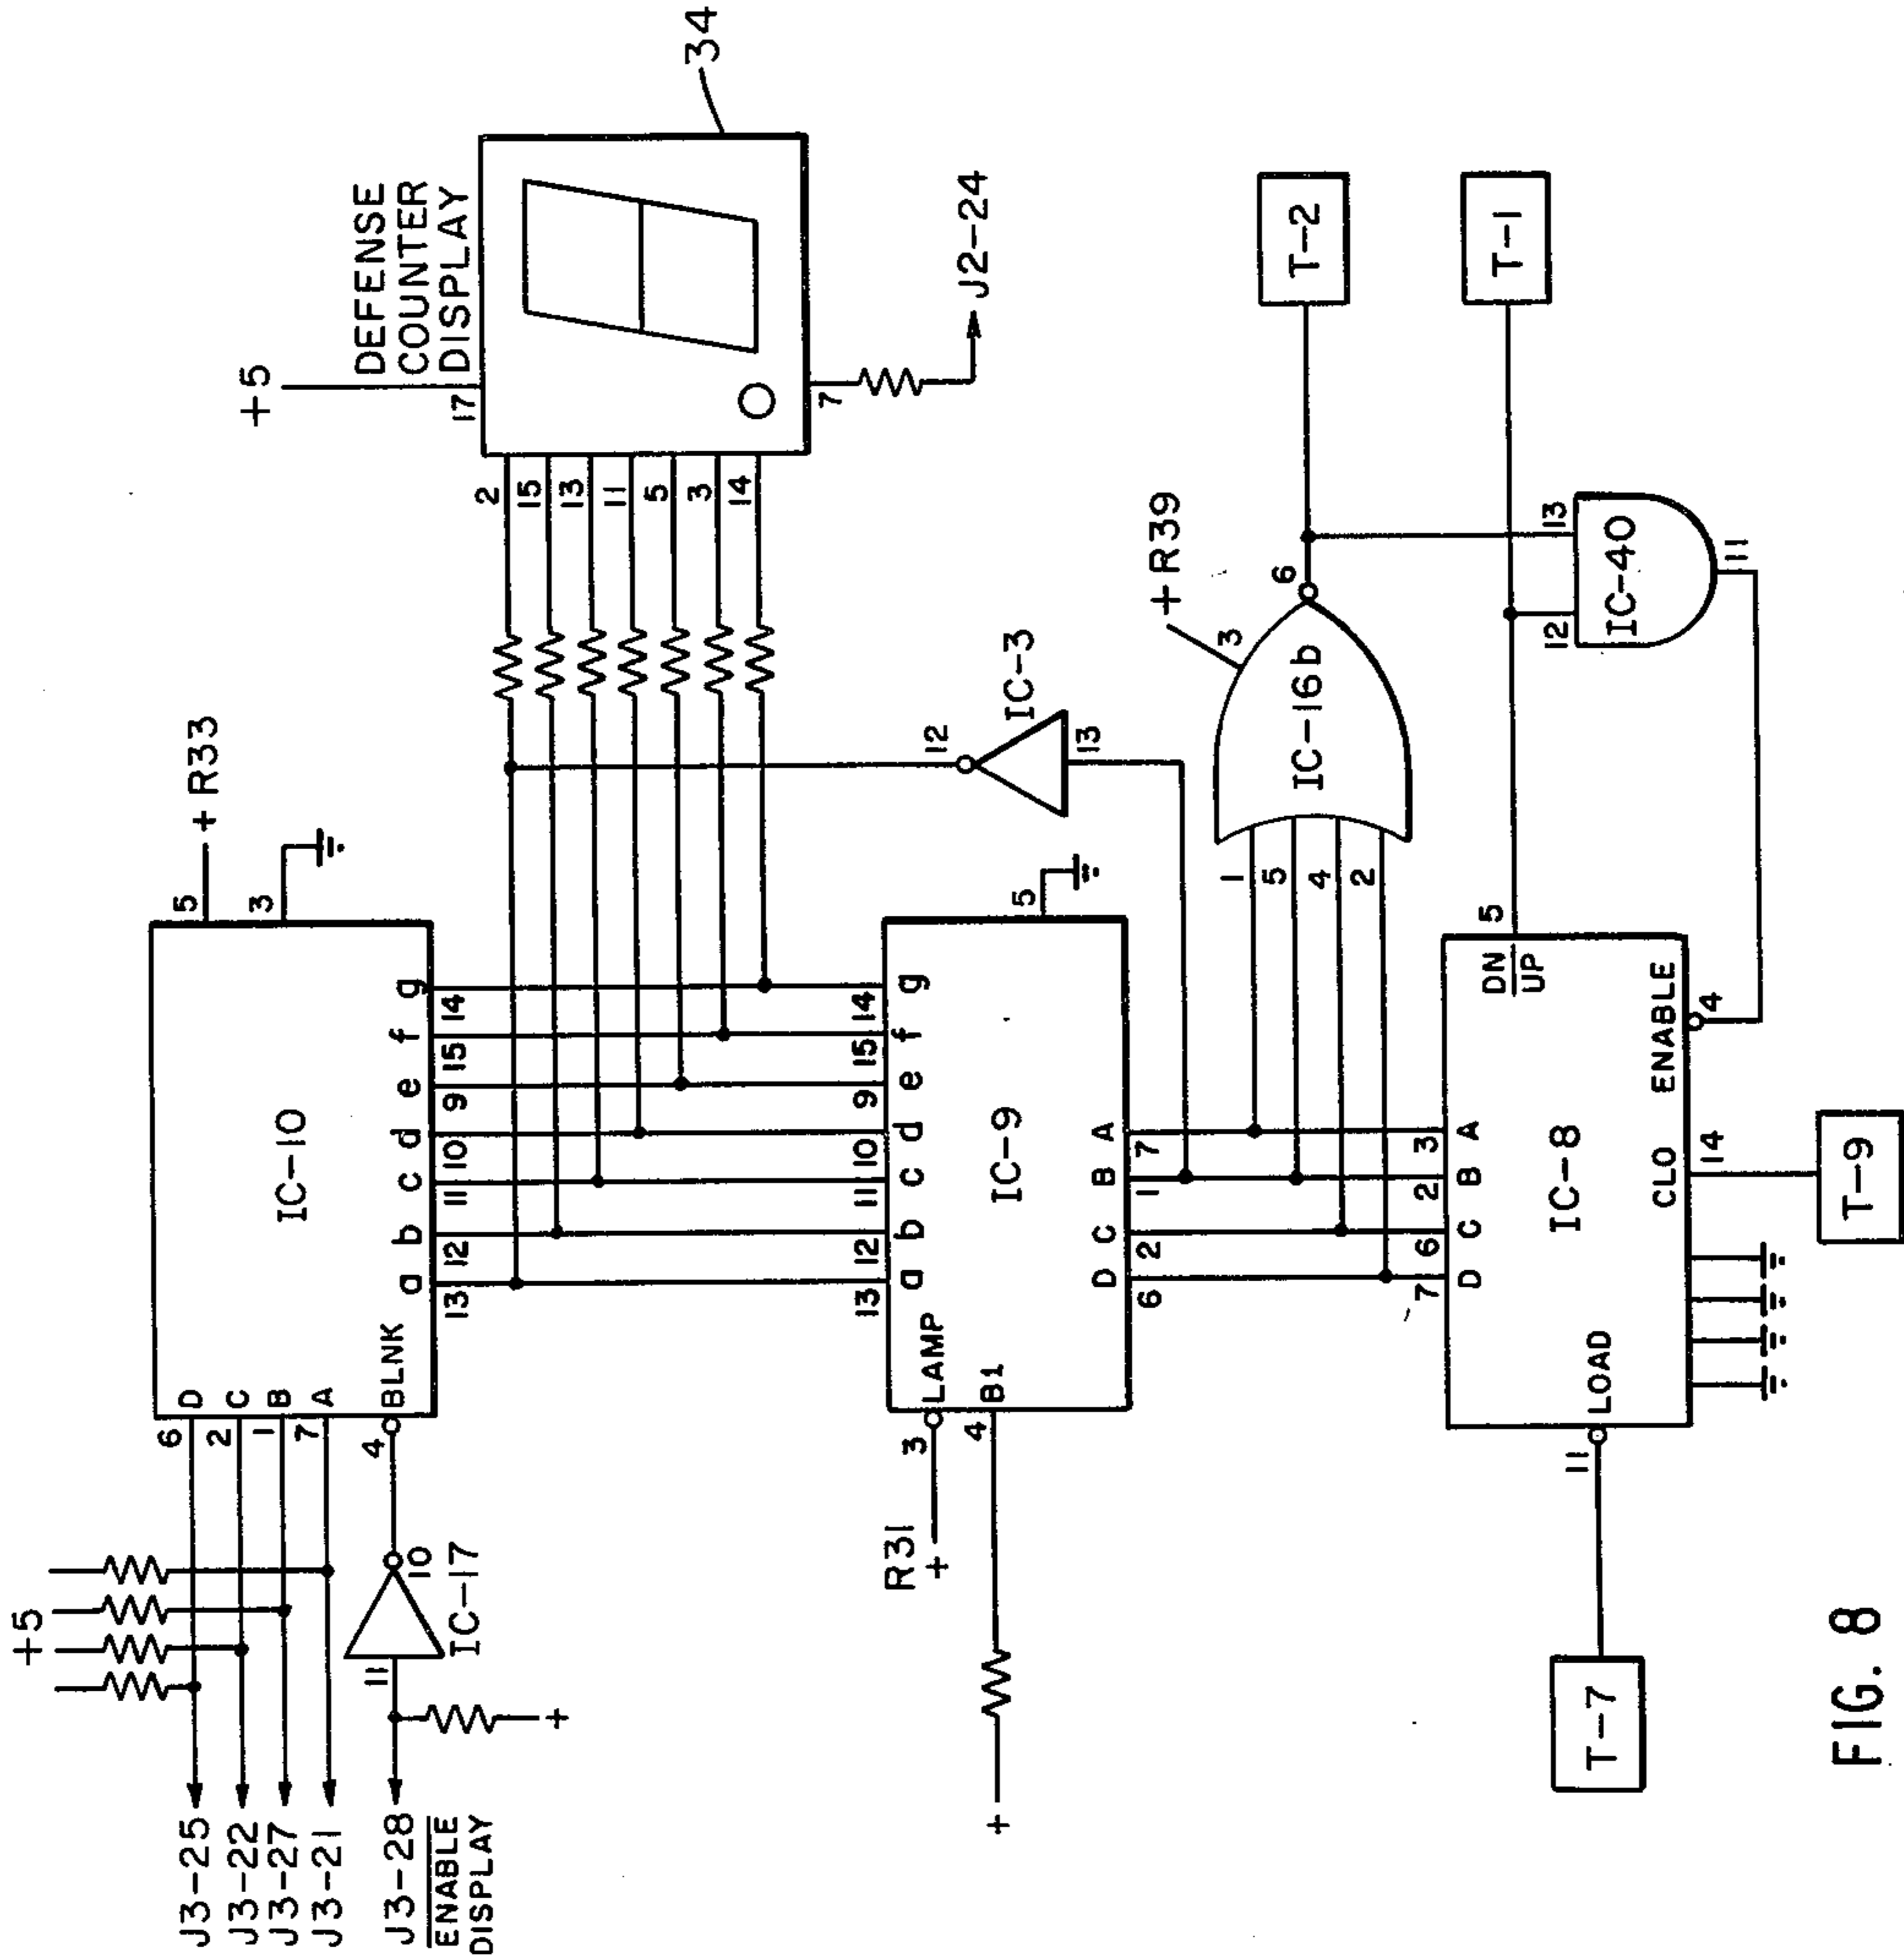 +5
J3-25
J3-22
J3-27
J3-21
J3-28
ENABLE
DISPLAY
11
10
IC-17
6 D
2 C
1 B
7 A
4 BLNK
IC-10
5 +R33
3
a b c d e f g
13 12 11 10 9 15 14
DEFENSE
COUNTER
DISPLAY
+5
17
34
2
15
13
11
5
3
14
7
J2-24
R31
+
3 LAMP
4 B1
+
+
13 12 11 10 9 15 14
a b c d e f g
IC-9
5
D C B A
6 2 1 7
12
IC-3
13
+R39
3
1
5
4
2
IC-16b
6
T-2
T-1
12 13
IC-40
11
7 6 2 3
D C B A
IC-8
DN
UP
5
LOAD
11
CLO
14
ENABLE
4
T-7
T-9
FIG. 8